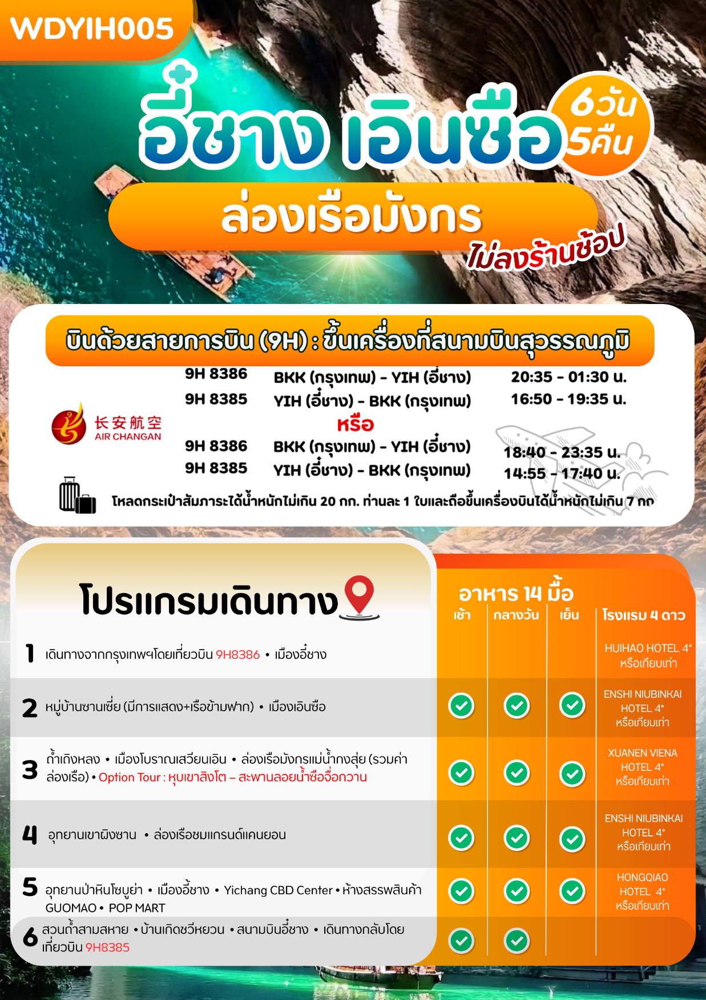 WDYIH005
อี๋ชาง เอินซือ
6วัน
5คืน
ล่องเรือมังกร
ไม่ลงร้านช้อป
บินด้วยสายการบิน (9H) : ขึ้นเครื่องที่สนามบินสุวรรณภูมิ
9H 8386 BKK (กรุงเทพ) - YIH (อี๋ชาง) 20:35 - 01:30 น.
9H 8385 YIH (อี๋ชาง) - BKK (กรุงเทพ) 16:50 - 19:35 น.
长安航空
AIR CHANGAN
หรือ
9H 8386 BKK (กรุงเทพ) - YIH (อี๋ชาง) 18:40 - 23:35 น.
9H 8385 YIH (อี๋ชาง) - BKK (กรุงเทพ) 14:55 - 17:40 น.
โหลดกระเป๋าสัมภาระได้น้ำหนักไม่เกิน 20 กก. ท่านละ 1 ใบและถือขึ้นเครื่องบินได้น้ำหนักไม่เกิน 7 กก
โปรแกรมเดินทาง
อาหาร 14 มื้อ
เช้า กลางวัน เย็น โรงแรม 4 ดาว
1 เดินทางจากกรุงเทพฯโดยเที่ยวบิน 9H8386 • เมืองอี๋ชาง
HUIHAO HOTEL 4*
หรือเทียบเท่า
2 หมู่บ้านซานเซี่ย (มีการแสดง+เรือข้ามฟาก) • เมืองเอินซือ
ENSHI NIUBINKAI
HOTEL 4*
หรือเทียบเท่า
3 ถ้ำเถิงหลง • เมืองโบราณเสวียนเอิน • ล่องเรือมังกรแม่น้ำกงสุ่ย (รวมค่า
ล่องเรือ) • Option Tour : หุบเขาสิงโต – สะพานลอยน้ำซือจื่อกวาน
XUANEN VIENA
HOTEL 4*
หรือเทียบเท่า
4 อุทยานเขาผิงซาน • ล่องเรือชมแกรนด์แคนยอน
ENSHI NIUBINKAI
HOTEL 4*
หรือเทียบเท่า
5 อุทยานป่าหินโซบูย่า • เมืองอี้ชาง • Yichang CBD Center • ห้างสรรพสินค้า
GUOMAO • POP MART
HONGQIAO
HOTEL 4*
หรือเทียบเท่า
6 สวนถ้ำสามสหาย • บ้านเกิดชวีหยวน • สนามบินอี๋ชาง • เดินทางกลับโดย
เที่ยวบิน 9H8385